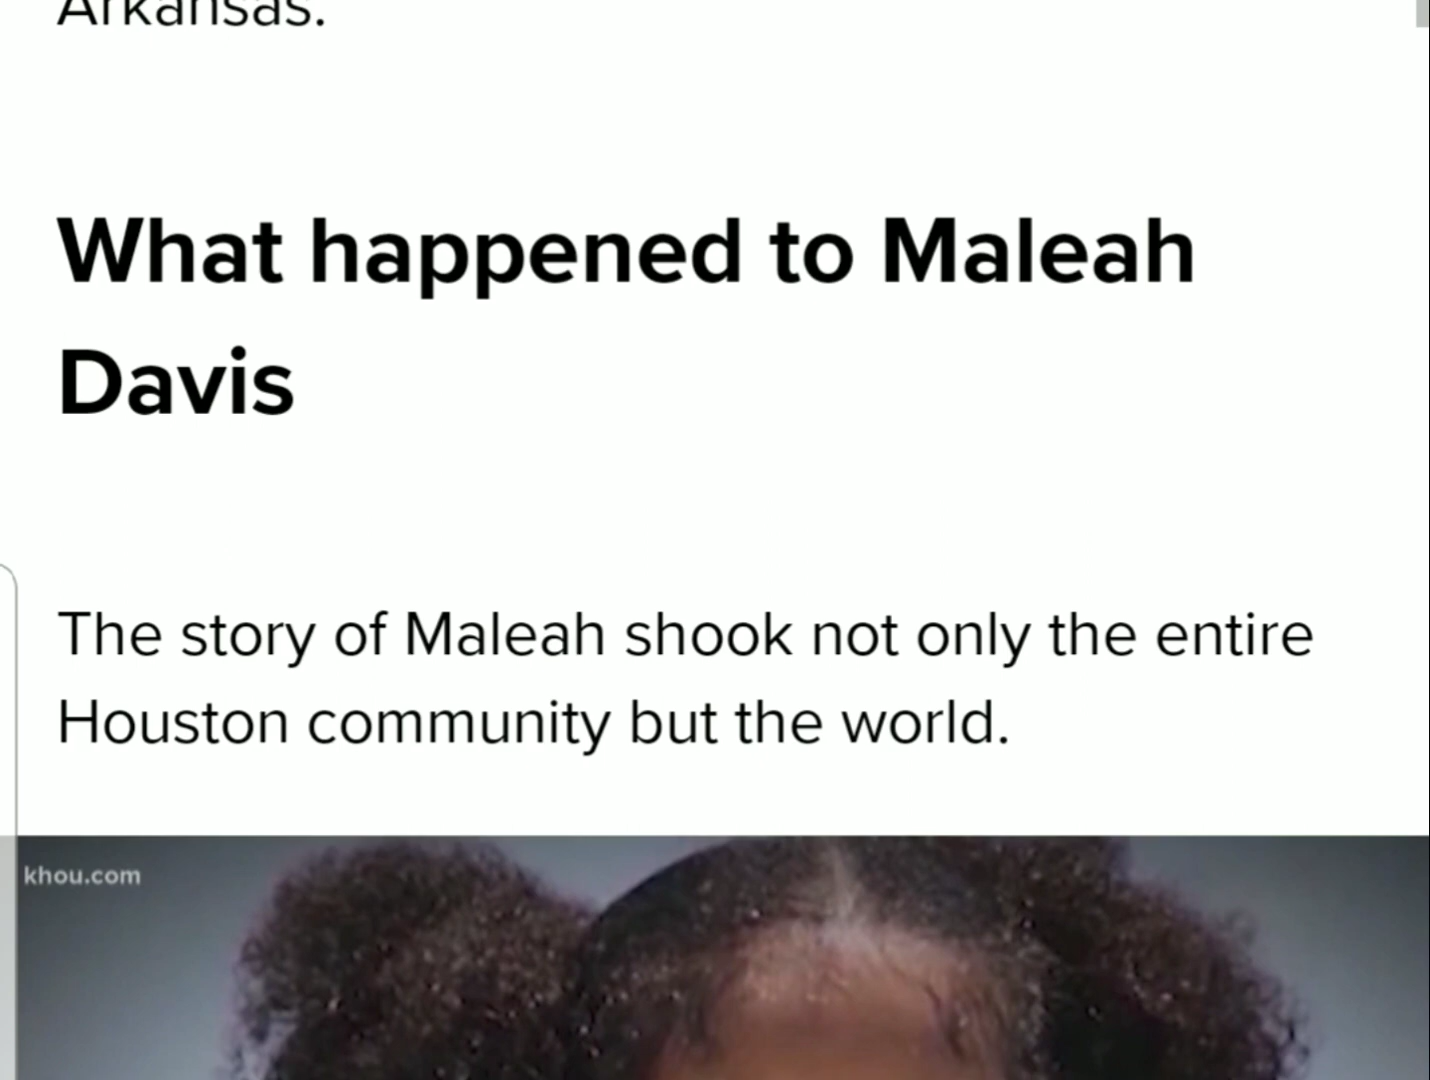 Arkansas.
What happened to Maleah
Davis
The story of Maleah shook not only the entire
Houston community but the world.
khou.com